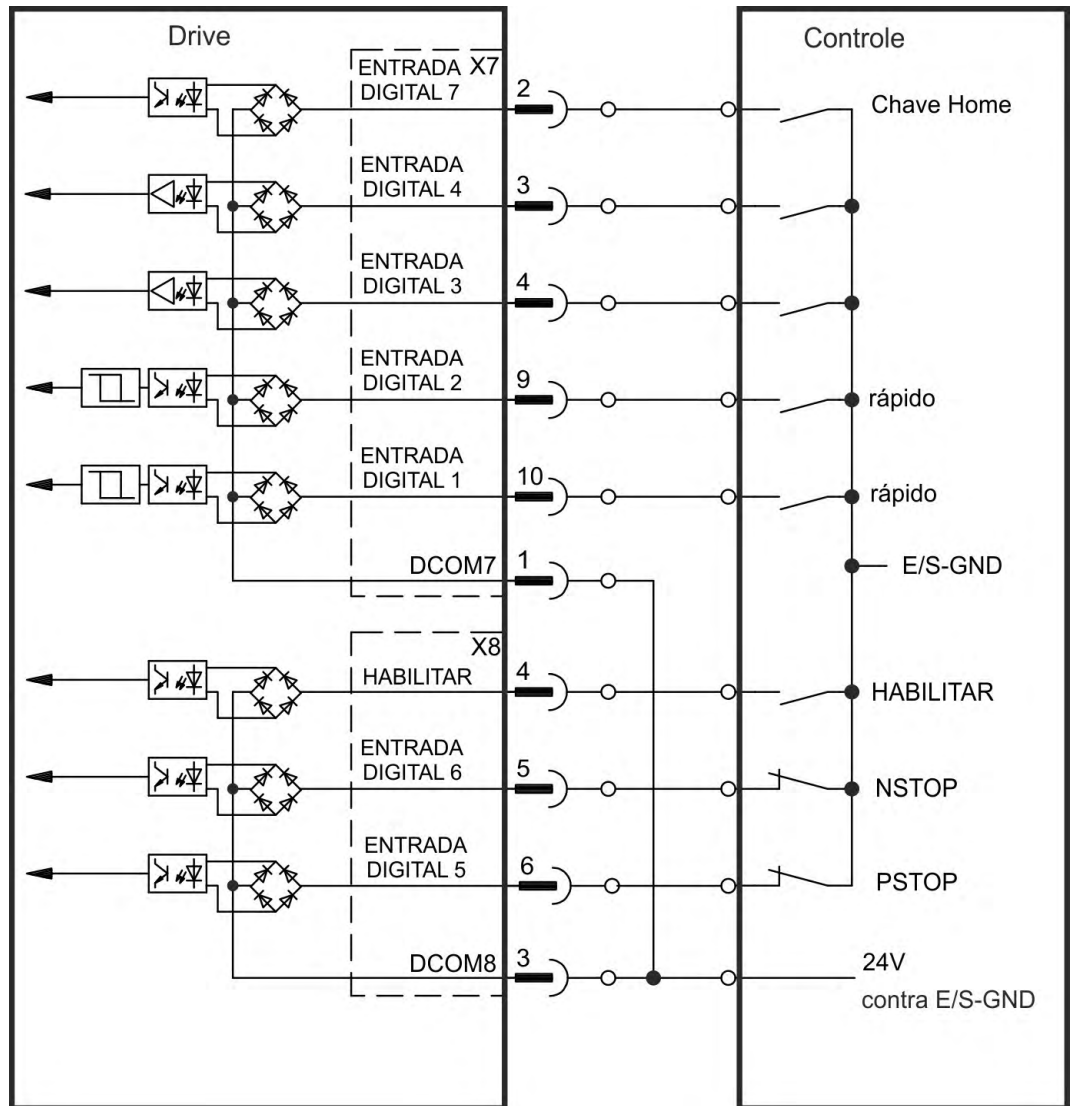 Drive
Controle
ENTRADA X7
DIGITAL 7
2
Chave Home
ENTRADA
DIGITAL 4
3
ENTRADA
DIGITAL 3
4
ENTRADA
DIGITAL 2
9
rápido
ENTRADA
DIGITAL 1
10
rápido
DCOM7
1
E/S-GND
X8
HABILITAR
4
HABILITAR
ENTRADA
DIGITAL 6
5
NSTOP
ENTRADA
DIGITAL 5
6
PSTOP
DCOM8
3
24V
contra E/S-GND